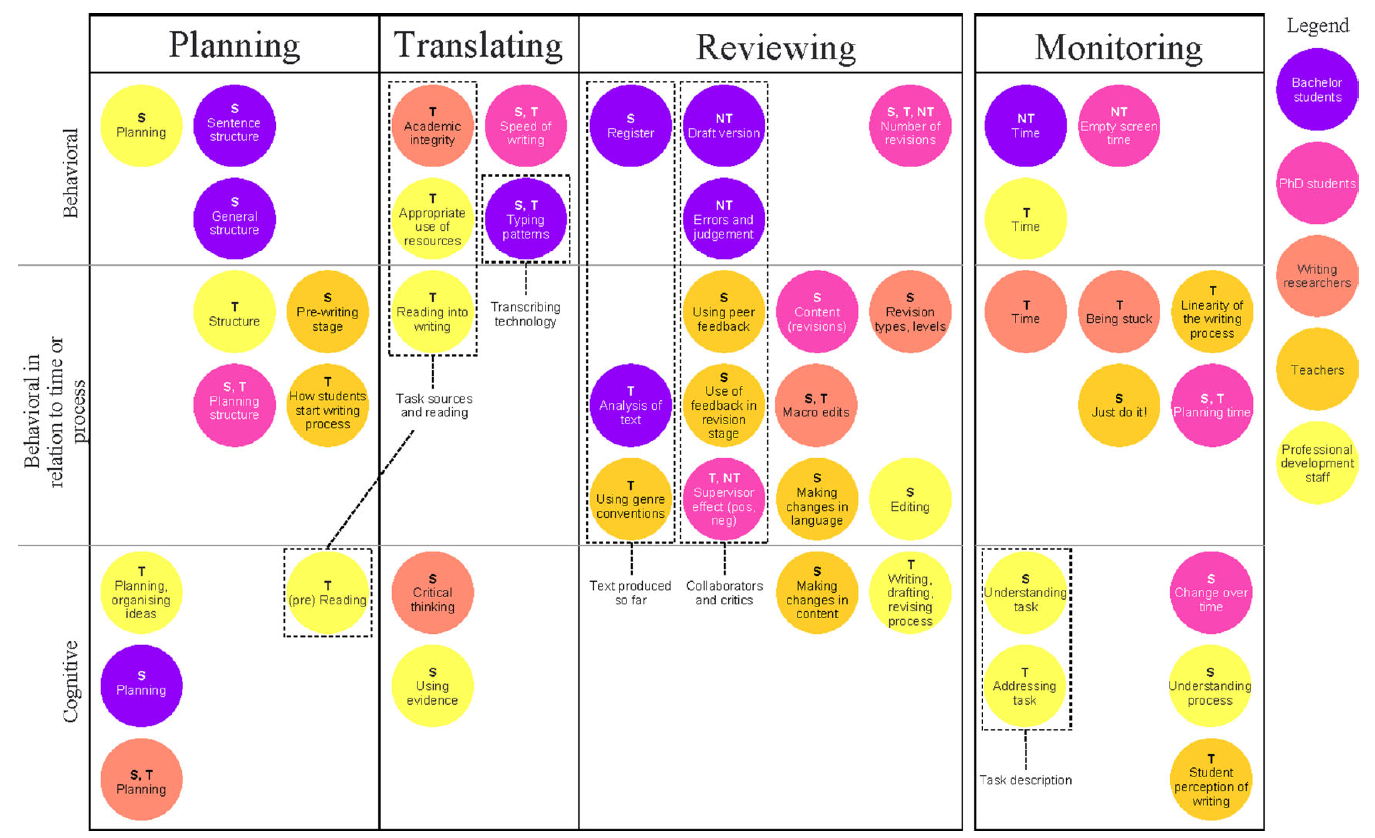 Planning
Translating
Reviewing
Monitoring
Legend
Behavioral
S
Planning
S
Sentence
structure
S
General
structure
T
Academic
integrity
S, T
Speed of
writing
T
Appropriate
use of
resources
S, T
Typing
patterns
S
Register
NT
Draft version
S, T, NT
Number of
revisions
NT
Errors and
judgement
NT
Time
NT
Empty screen
time
T
Time
Behavioral in
relation to time or
process
T
Structure
S
Pre-writing
stage
S, T
Planning
structure
T
How students
start writing
process
T
Reading into
writing
Transcribing
technology
Task sources
and reading
S
Using peer
feedback
S
Content
(revisions)
S
Revision
types, levels
T
Analysis of
text
S
Use of
feedback in
revision
stage
S, T
Macro edits
T
Using genre
conventions
T, NT
Supervisor
effect (pos,
neg)
S
Making
changes in
language
S
Editing
T
Time
T
Being stuck
T
Linearity of
the writing
process
S
Just do it!
S, T
Planning time
Cognitive
T
Planning,
organising
ideas
T
(pre) Reading
S
Planning
S, T
Planning
S
Critical
thinking
S
Using
evidence
Text produced
so far
Collaborators
and critics
S
Making
changes in
content
T
Writing,
drafting,
revising
process
S
Understanding
task
S
Change over
time
T
Addressing
task
S
Understanding
process
Task description
T
Student
perception of
writing
Bachelor
students
PhD students
Writing
researchers
Teachers
Professional
development
staff